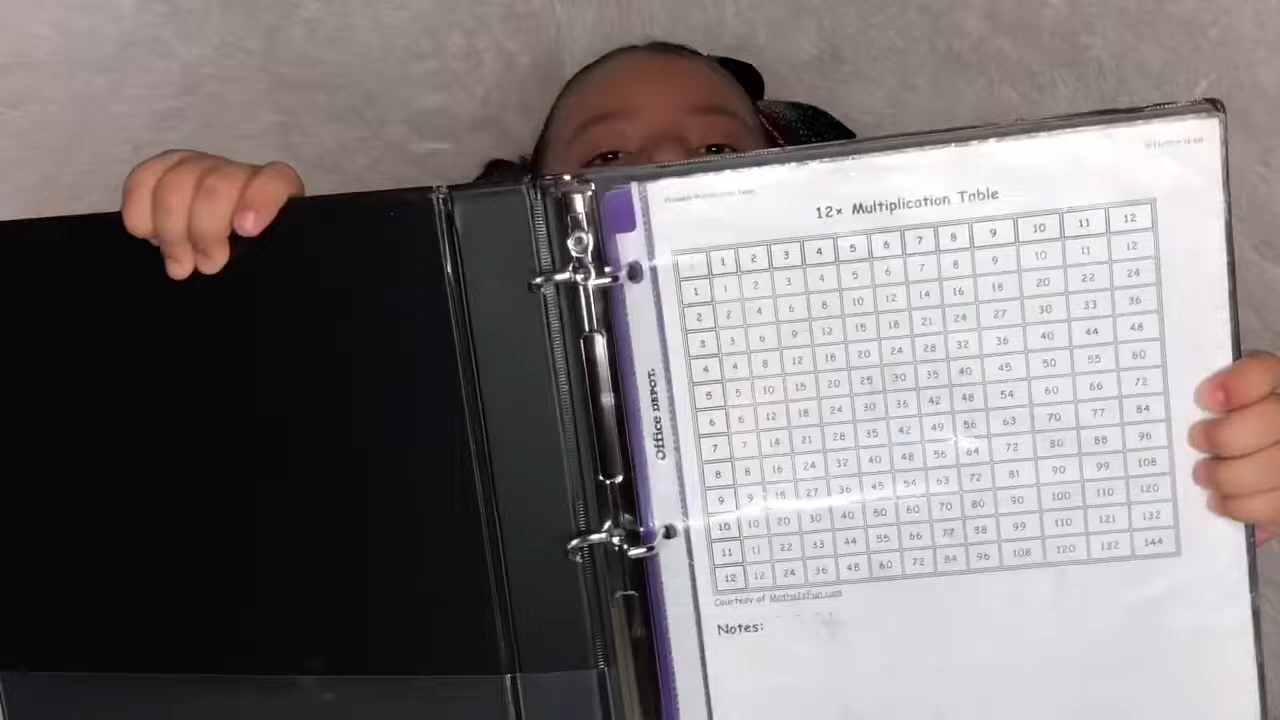 12× Multiplication Table
× 1 2 3 4 5 6 7 8 9 10 11 12
1 1 2 3 4 5 6 7 8 9 10 11 12
2 2 4 6 8 10 12 14 16 18 20 22 24
3 3 6 9 12 15 18 21 24 27 30 33 36
4 4 8 12 16 20 24 28 32 36 40 44 48
5 5 10 15 20 25 30 35 40 45 50 55 60
6 6 12 18 24 30 36 42 48 54 60 66 72
7 7 14 21 28 35 42 49 56 63 70 77 84
8 8 16 24 32 40 48 56 64 72 80 88 96
9 9 18 27 36 45 54 63 72 81 90 99 108
10 10 20 30 40 50 60 70 80 90 100 110 120
11 11 22 33 44 55 66 77 88 99 110 121 132
12 12 24 36 48 60 72 84 96 108 120 132 144
Courtesy of MathsIsFun.com
Notes:
Office DEPOT.